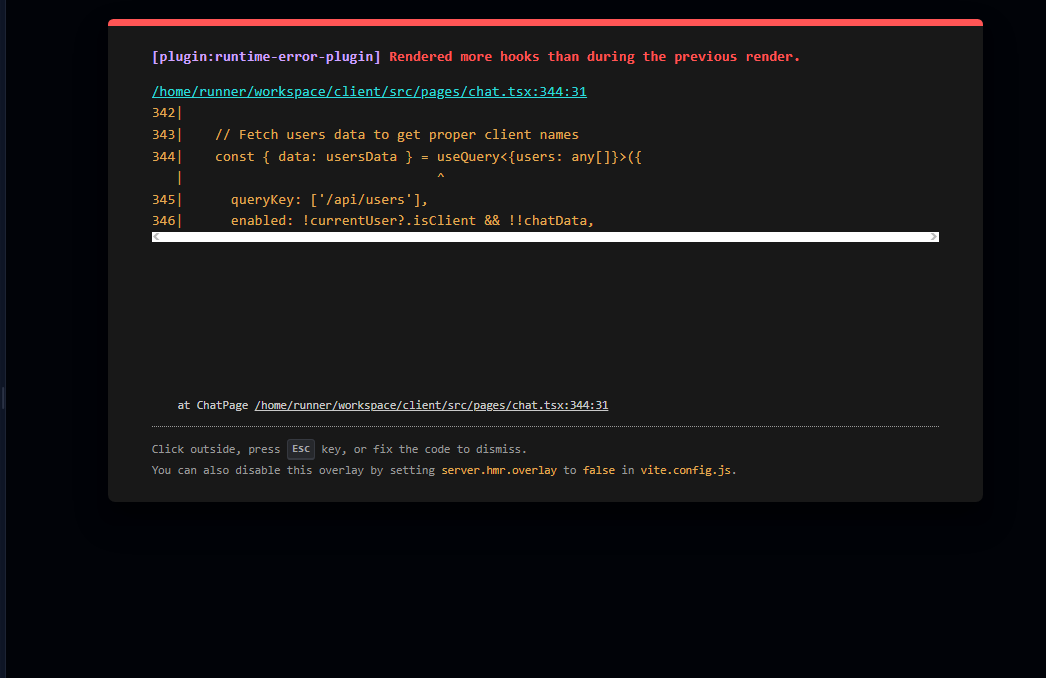 [plugin:runtime-error-plugin] Rendered more hooks than during the previous render.
/home/runner/workspace/client/src/pages/chat.tsx:344:31
342|
343|    // Fetch users data to get proper client names
344|    const { data: usersData } = useQuery<{users: any[]}>({
   |                                ^
345|      queryKey: ['/api/users'],
346|      enabled: !currentUser?.isClient && !!chatData,
at ChatPage /home/runner/workspace/client/src/pages/chat.tsx:344:31
Click outside, press Esc key, or fix the code to dismiss.
You can also disable this overlay by setting server.hmr.overlay to false in vite.config.js.